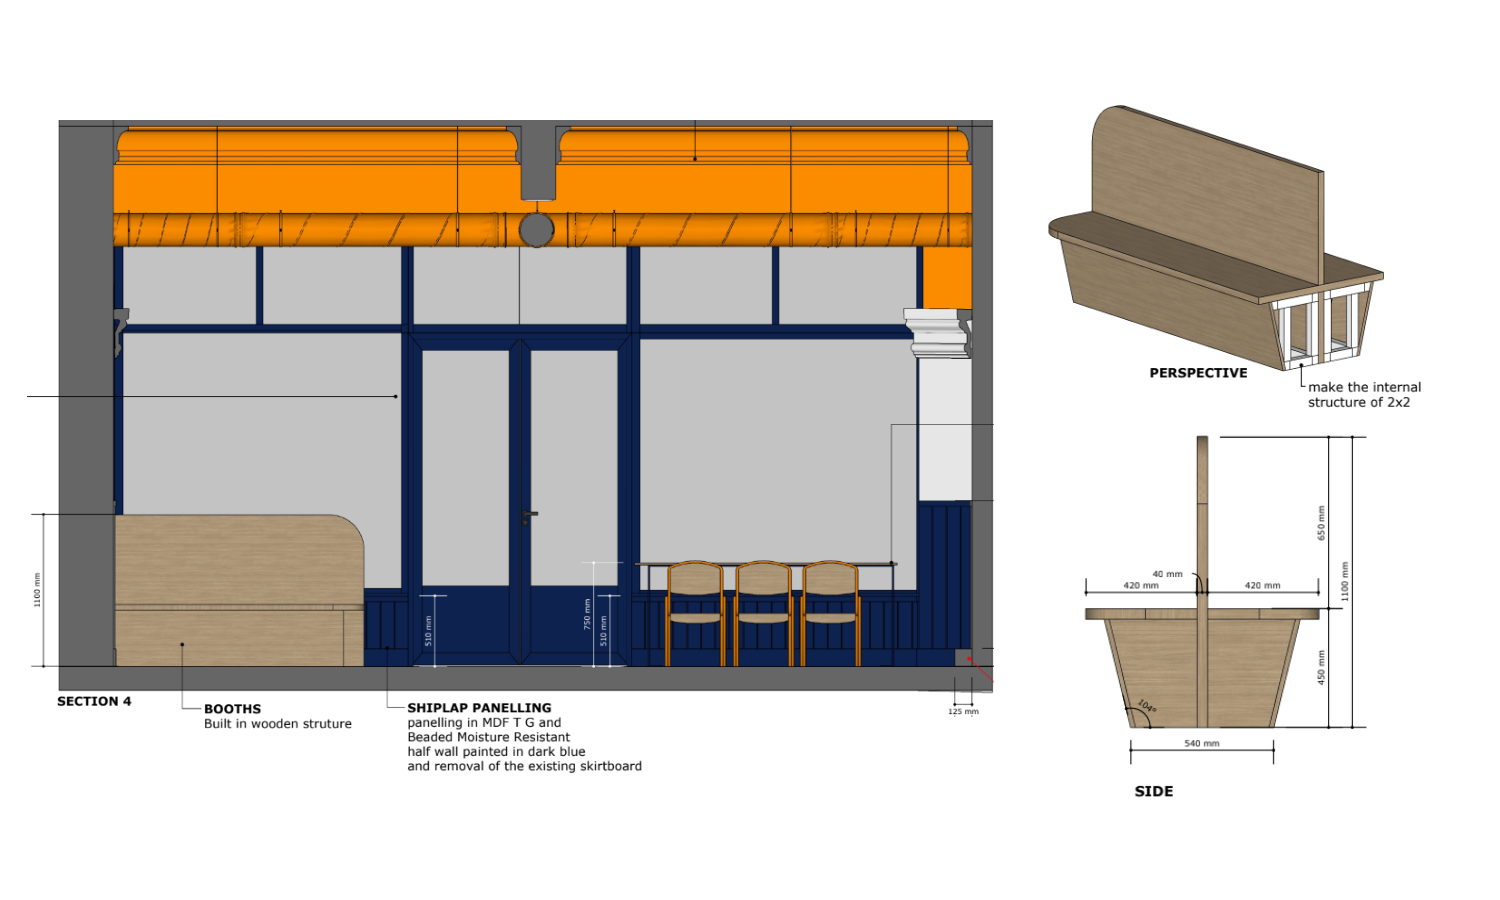 PERSPECTIVE
make the internal
structure of 2x2
1100 mm
510 mm
750 mm
510 mm
125 mm
SECTION 4
BOOTHS
Built in wooden struture
SHIPLAP PANELLING
panelling in MDF T G and
Beaded Moisture Resistant
half wall painted in dark blue
and removal of the existing skirtboard
650 mm
1100 mm
40 mm
420 mm
420 mm
450 mm
104°
540 mm
SIDE